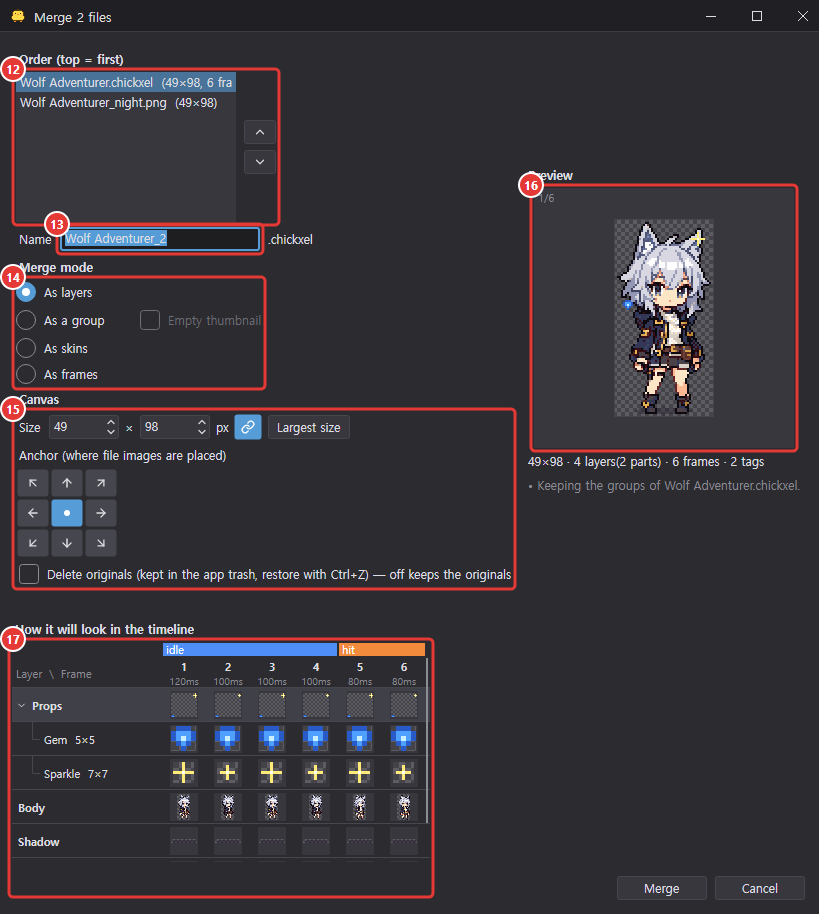 Merge 2 files
Order (top = first)
12
Wolf Adventurer.chickxel (49×98, 6 fra
Wolf Adventurer_night.png (49×98)
13
Name Wolf Adventurer_2 .chickxel
Merge mode
14
As layers
As a group Empty thumbnail
As skins
As frames
Canvas
15
Size 49 × 98 px Largest size
Anchor (where file images are placed)
Delete originals (kept in the app trash, restore with Ctrl+Z) — off keeps the originals
Preview
16
1/6
49×98 · 4 layers(2 parts) · 6 frames · 2 tags
• Keeping the groups of Wolf Adventurer.chickxel.
How it will look in the timeline
17
idle hit
Layer \ Frame
1 2 3 4 5 6
120ms 100ms 100ms 100ms 80ms 80ms
Props
Gem 5×5
Sparkle 7×7
Body
Shadow
Merge Cancel